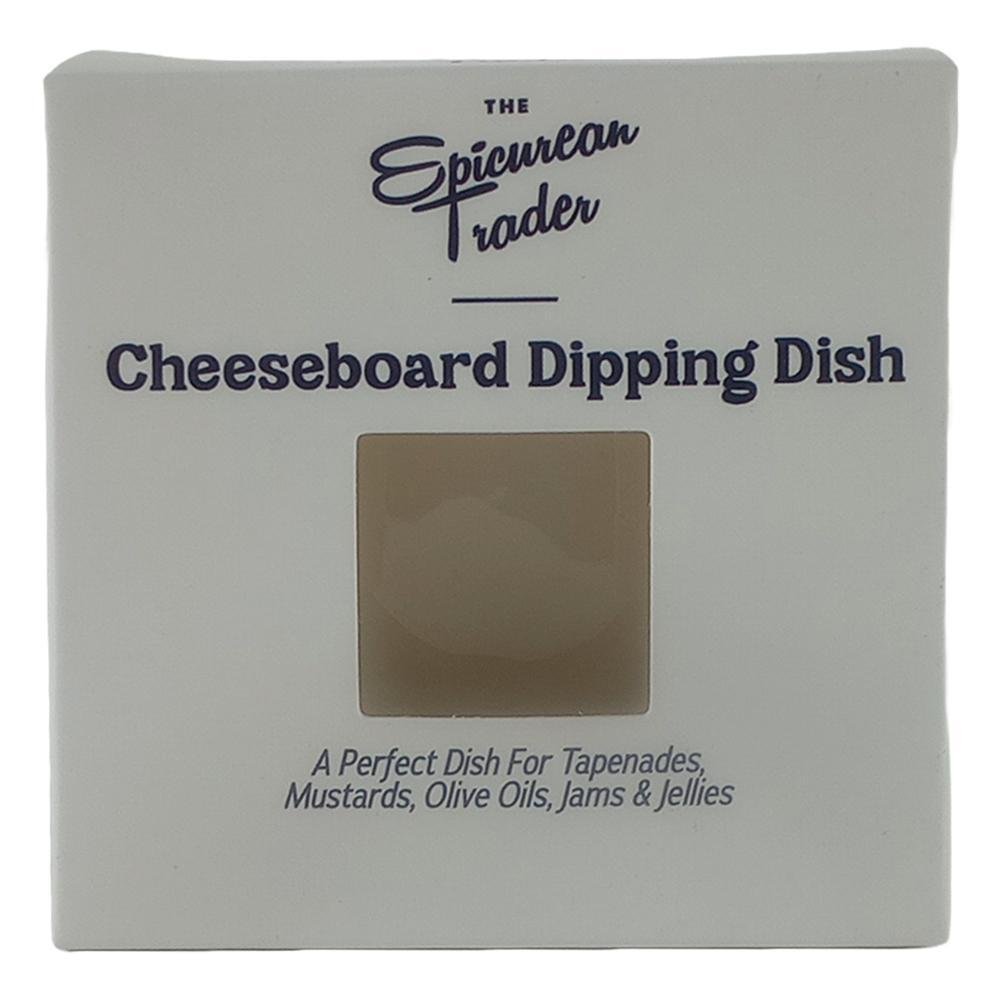 THE
Epicurean
Trader
Cheeseboard Dipping Dish
A Perfect Dish For Tapenades,
Mustards, Olive Oils, Jams & Jellies